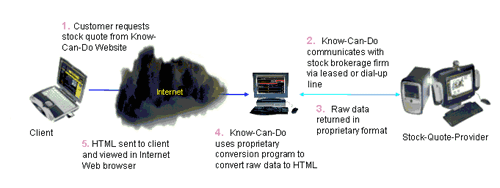 1. Customer requests
stock quote from Know-
Can-Do Website
Internet
Client
5. HTML sent to client
and viewed in Internet
Web browser
2. Know-Can-Do
communicates with
stock brokerage firm
via leased or dial-up
line
3. Raw data
returned in
proprietary format
4. Know-Can-Do
uses proprietary
conversion program to
convert raw data to HTML
Stock-Quote-Provider